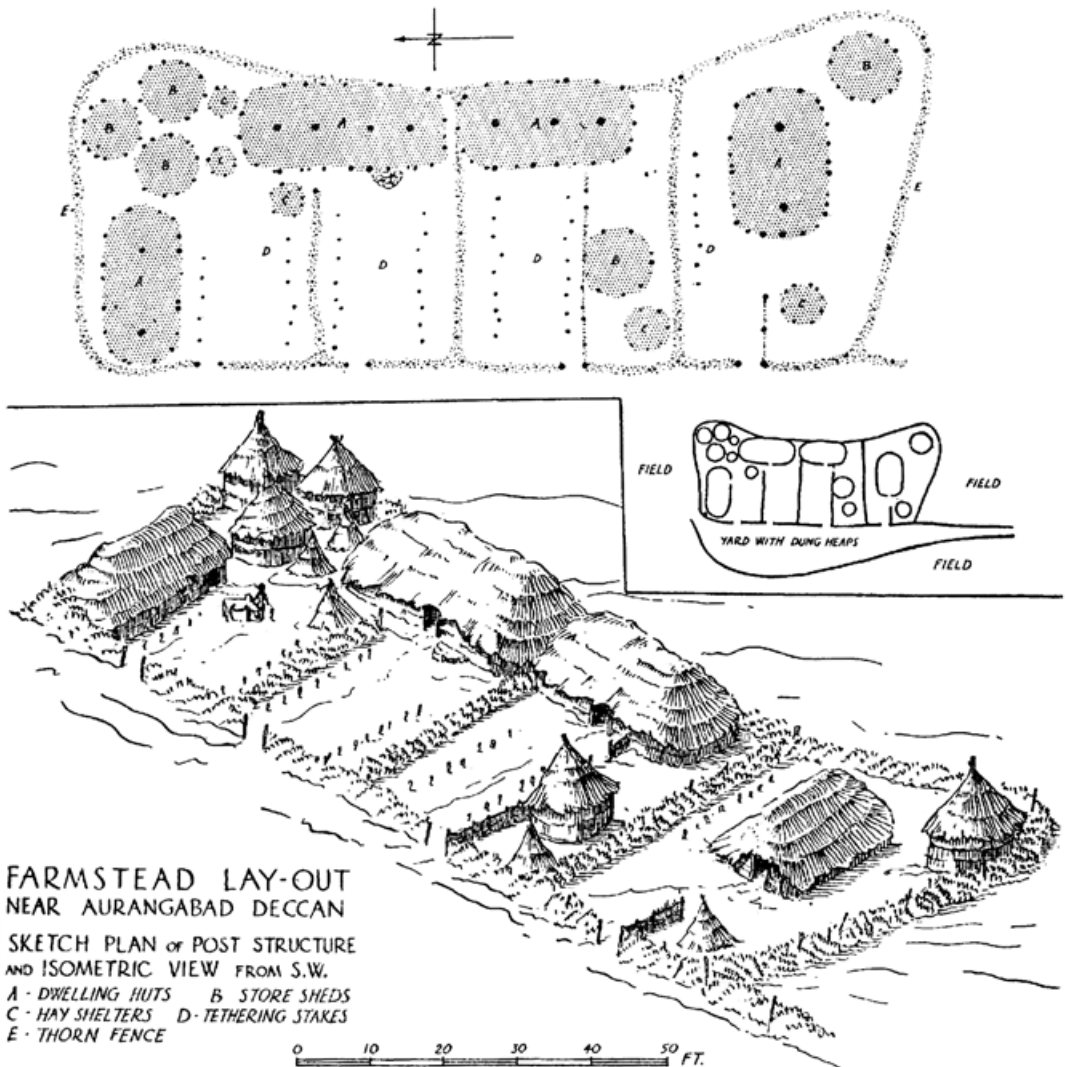 N
B
B
C
B
A
A
A
B
C
B
E
E
C
D
D
D
B
D
A
E
C
FIELD
FIELD
YARD WITH DUNG HEAPS
FIELD
FARMSTEAD LAY-OUT
NEAR AURANGABAD DECCAN
SKETCH PLAN OF POST STRUCTURE
AND ISOMETRIC VIEW FROM S.W.
A - DWELLING HUTS B STORE SHEDS
C - HAY SHELTERS D - TETHERING STAKES
E - THORN FENCE
0 10 20 30 40 50 FT.